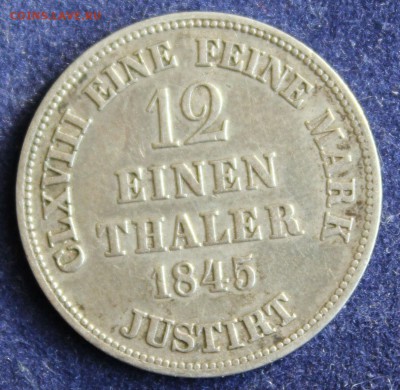 CLXVIII EINE FEINE MARK
12
EINEN
THALER
1845
JUSTIRT